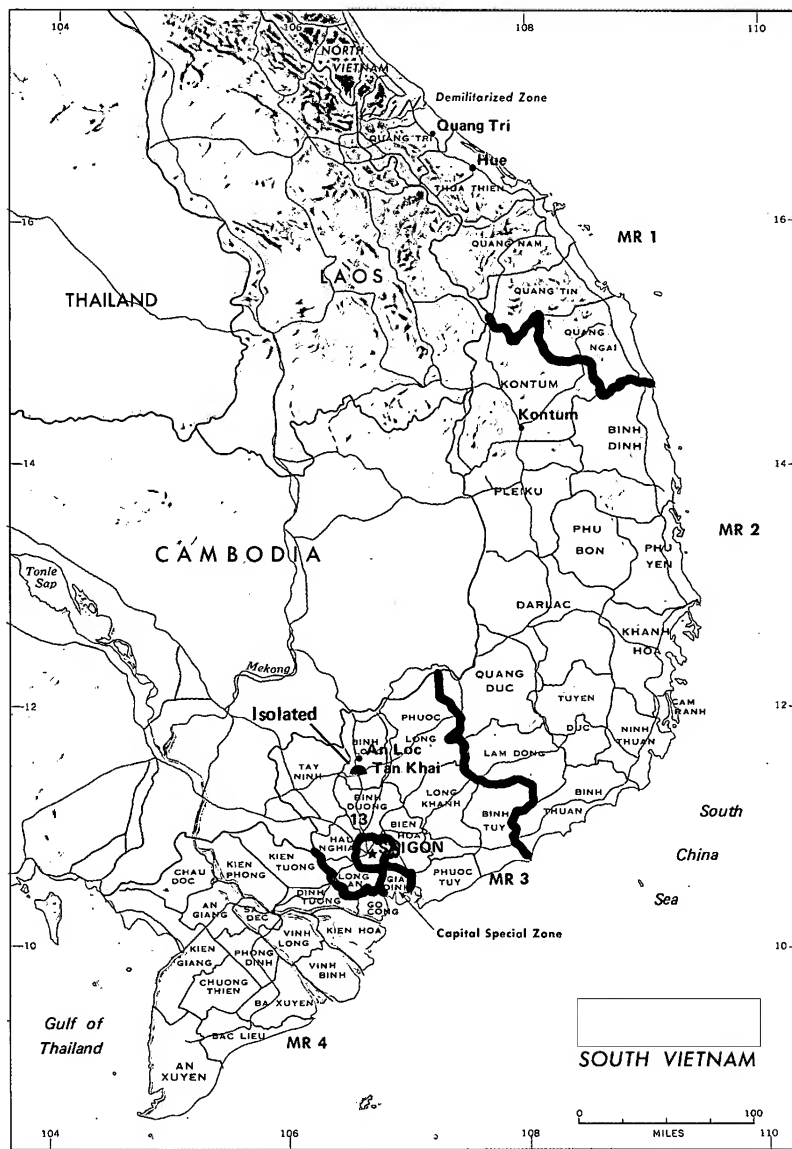 104
106
108
110
NORTH
VIETNAM
Demilitarized Zone
Quang Tri
QUANG TRI
Hue
THUA THIEN
16
16
MR 1
QUANG NAM
LAOS
THAILAND
QUANG TIN
QUANG
NGAI
KONTUM
Kontum
BINH
DINH
14
14
PLEIKU
MR 2
PHU
BON
PHU
YEN
CAMBODIA
Tonle
Sap
DARLAC
KHANH
HOA
Mekong
QUANG
DUC
TUYEN
DUC
CAM
RANH
12
12
Isolated
PHUOC
LONG
NINH
THUAN
BINH
An Loc
LAM DONG
TAY
NINH
Tan Khai
BINH
DUONG
LONG
KHANH
BINH
THUAN
BINH
TUY
13
BIEN
HOA
South
China
Sea
HAU
NGHIA
SAIGON
CHAU
DOC
KIEN
PHONG
KIEN
TUONG
LONG
AN
GIA
DINH
PHUOC
TUY
MR 3
DINH
TUONG
GO
CONG
AN
GIANG
SA
DEC
Capital Special Zone
VINH
LONG
KIEN HOA
10
10
KIEN
GIANG
PHONG
DINH
VINH
BINH
CHUONG
THIEN
BA XUYEN
Gulf of
Thailand
BAC LIEU
MR 4
AN
XUYEN
SOUTH VIETNAM
0
100
MILES
104
106
108
110